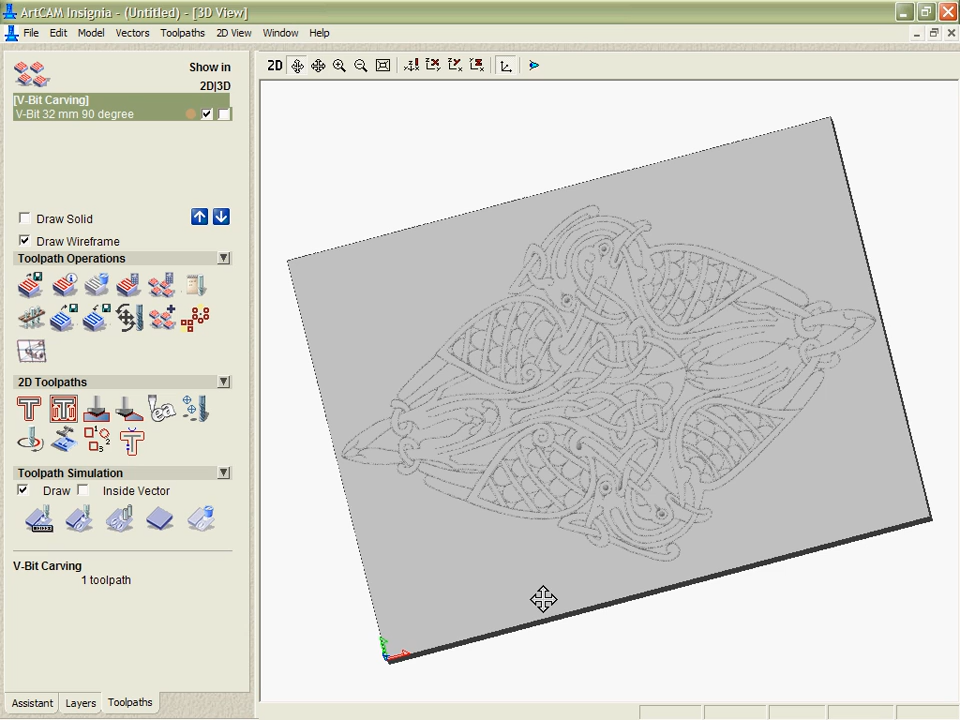 ArtCAM Insignia - (Untitled) - [3D View]
File Edit Model Vectors Toolpaths 2D View Window Help
Show in
2D|3D
2D
[V-Bit Carving]
V-Bit 32 mm 90 degree
Draw Solid
Draw Wireframe
Toolpath Operations
2D Toolpaths
Toolpath Simulation
Draw Inside Vector
V-Bit Carving
1 toolpath
Assistant Layers Toolpaths